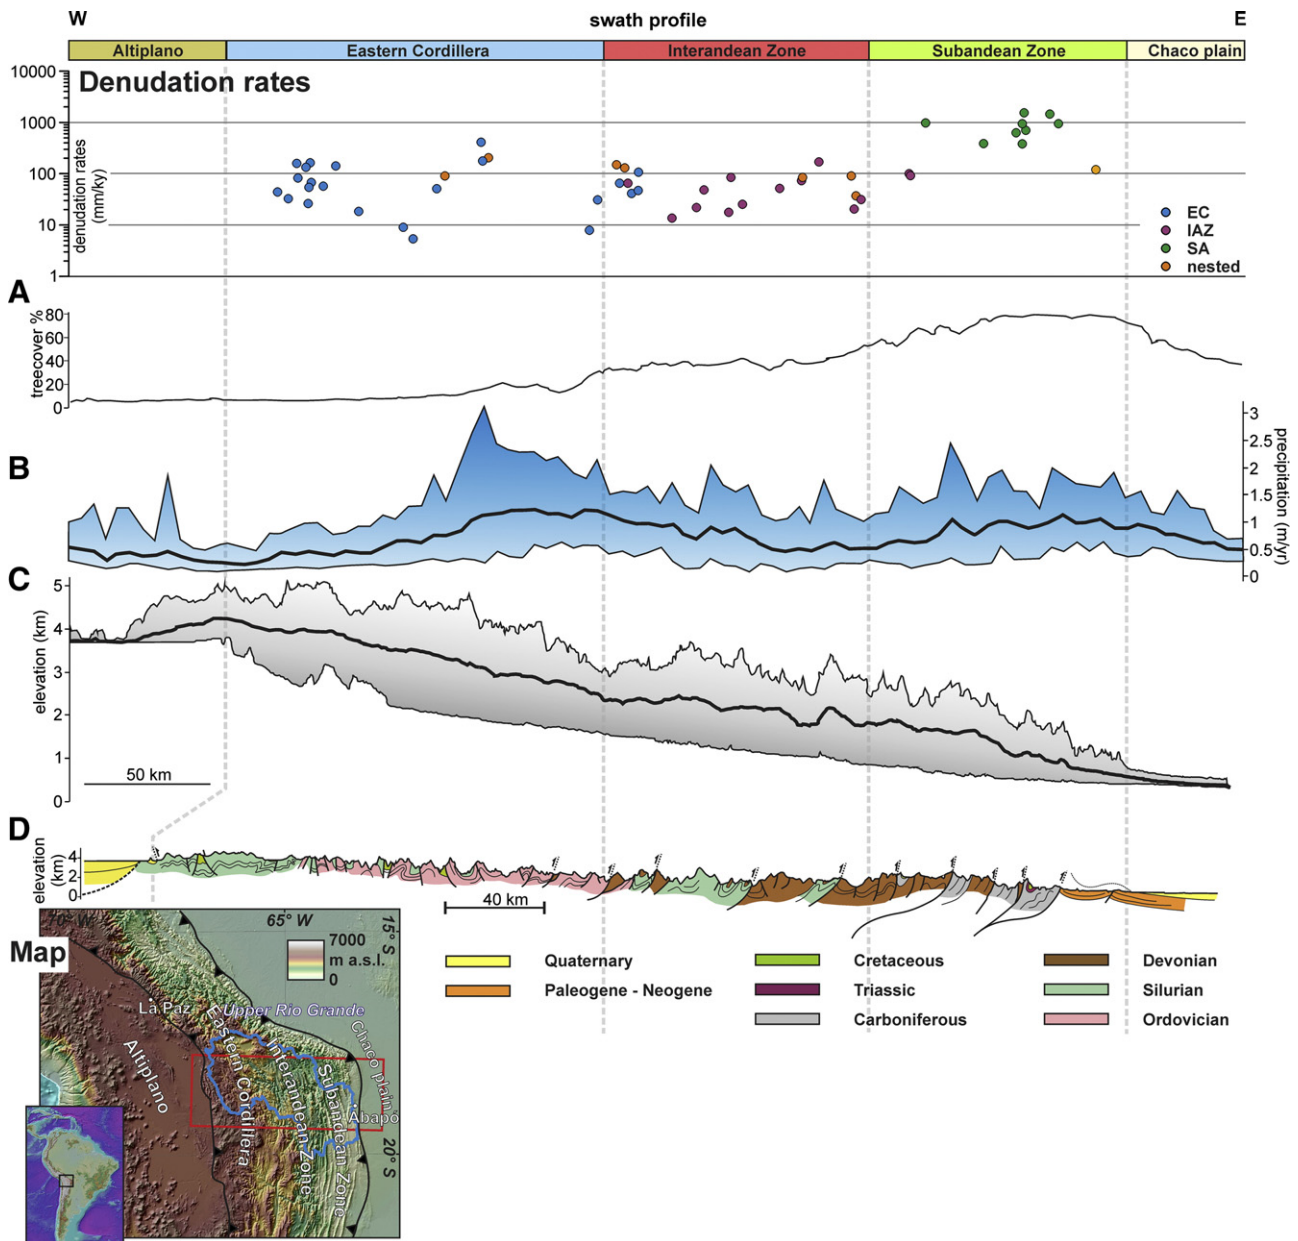 W
swath profile
E
Altiplano
Eastern Cordillera
Interandean Zone
Subandean Zone
Chaco plain
Denudation rates
10000
1000
100
10
1
denudation rates
(mm/ky)
EC
IAZ
SA
nested
A
treecover %
80
60
40
20
0
B
3
2.5
2
1.5
1
0.5
0
precipitation (m/yr)
C
elevation (km)
5
4
3
2
1
0
50 km
D
elevation
(km)
4
2
0
40 km
Map
70° W
65° W
15° S
20° S
7000
m a.s.l.
0
La Paz
Upper Rio Grande
Altiplano
Eastern Cordillera
Interandean Zone
Subandean Zone
Chaco plain
Abapó
Quaternary
Paleogene - Neogene
Cretaceous
Triassic
Carboniferous
Devonian
Silurian
Ordovician